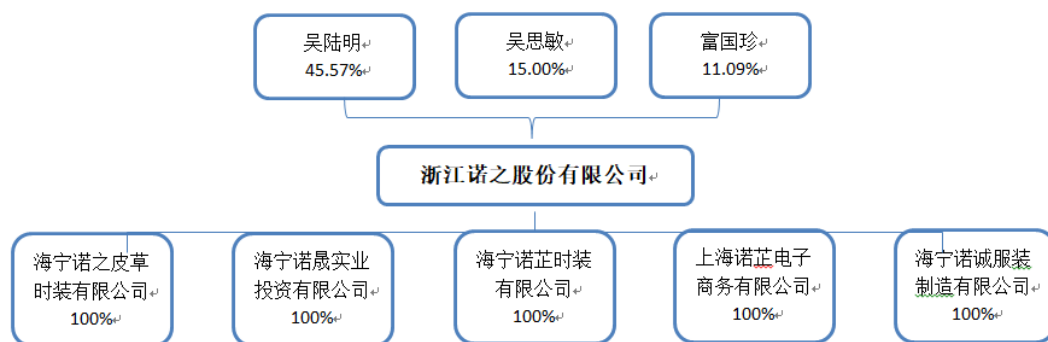 吴陆明
45.57%
吴思敏
15.00%
富国珍
11.09%
浙江诺之股份有限公司
海宁诺之皮草
时装有限公司
100%
海宁诺晟实业
投资有限公司
100%
海宁诺芷时装
有限公司
100%
上海诺芷电子
商务有限公司
100%
海宁诺诚服装
制造有限公司
100%